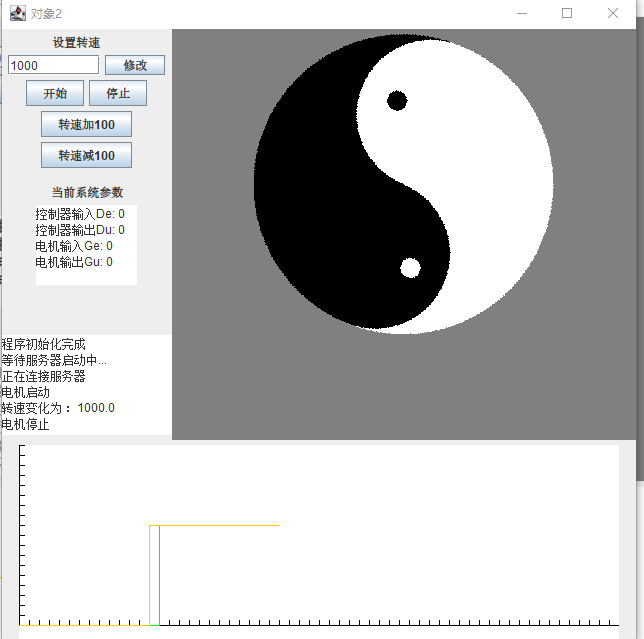 对象2
设置转速
1000 修改
开始 停止
转速加100
转速减100
当前系统参数
控制器输入De: 0
控制器输出Du: 0
电机输入Ge: 0
电机输出Gu: 0
程序初始化完成
等待服务器启动中...
正在连接服务器
电机启动
转速变化为 : 1000.0
电机停止